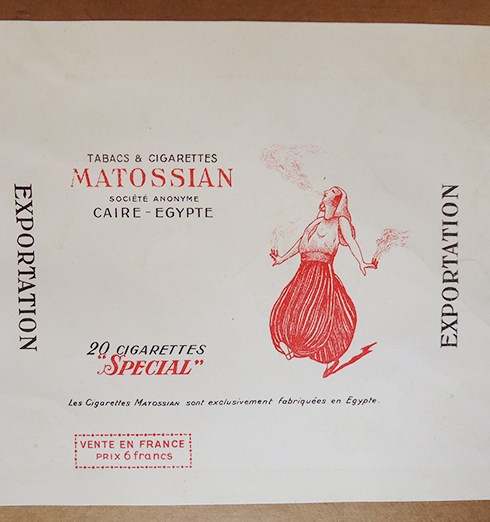 TABACS & CIGARETTES
MATOSSIAN
SOCIÉTÉ ANONYME
CAIRE - EGYPTE
EXPORTATION
EXPORTATION
20 CIGARETTES
"SPECIAL"
Les Cigarettes MATOSSIAN sont exclusivement fabriquées en Egypte.
VENTE EN FRANCE
PRIX 6 francs